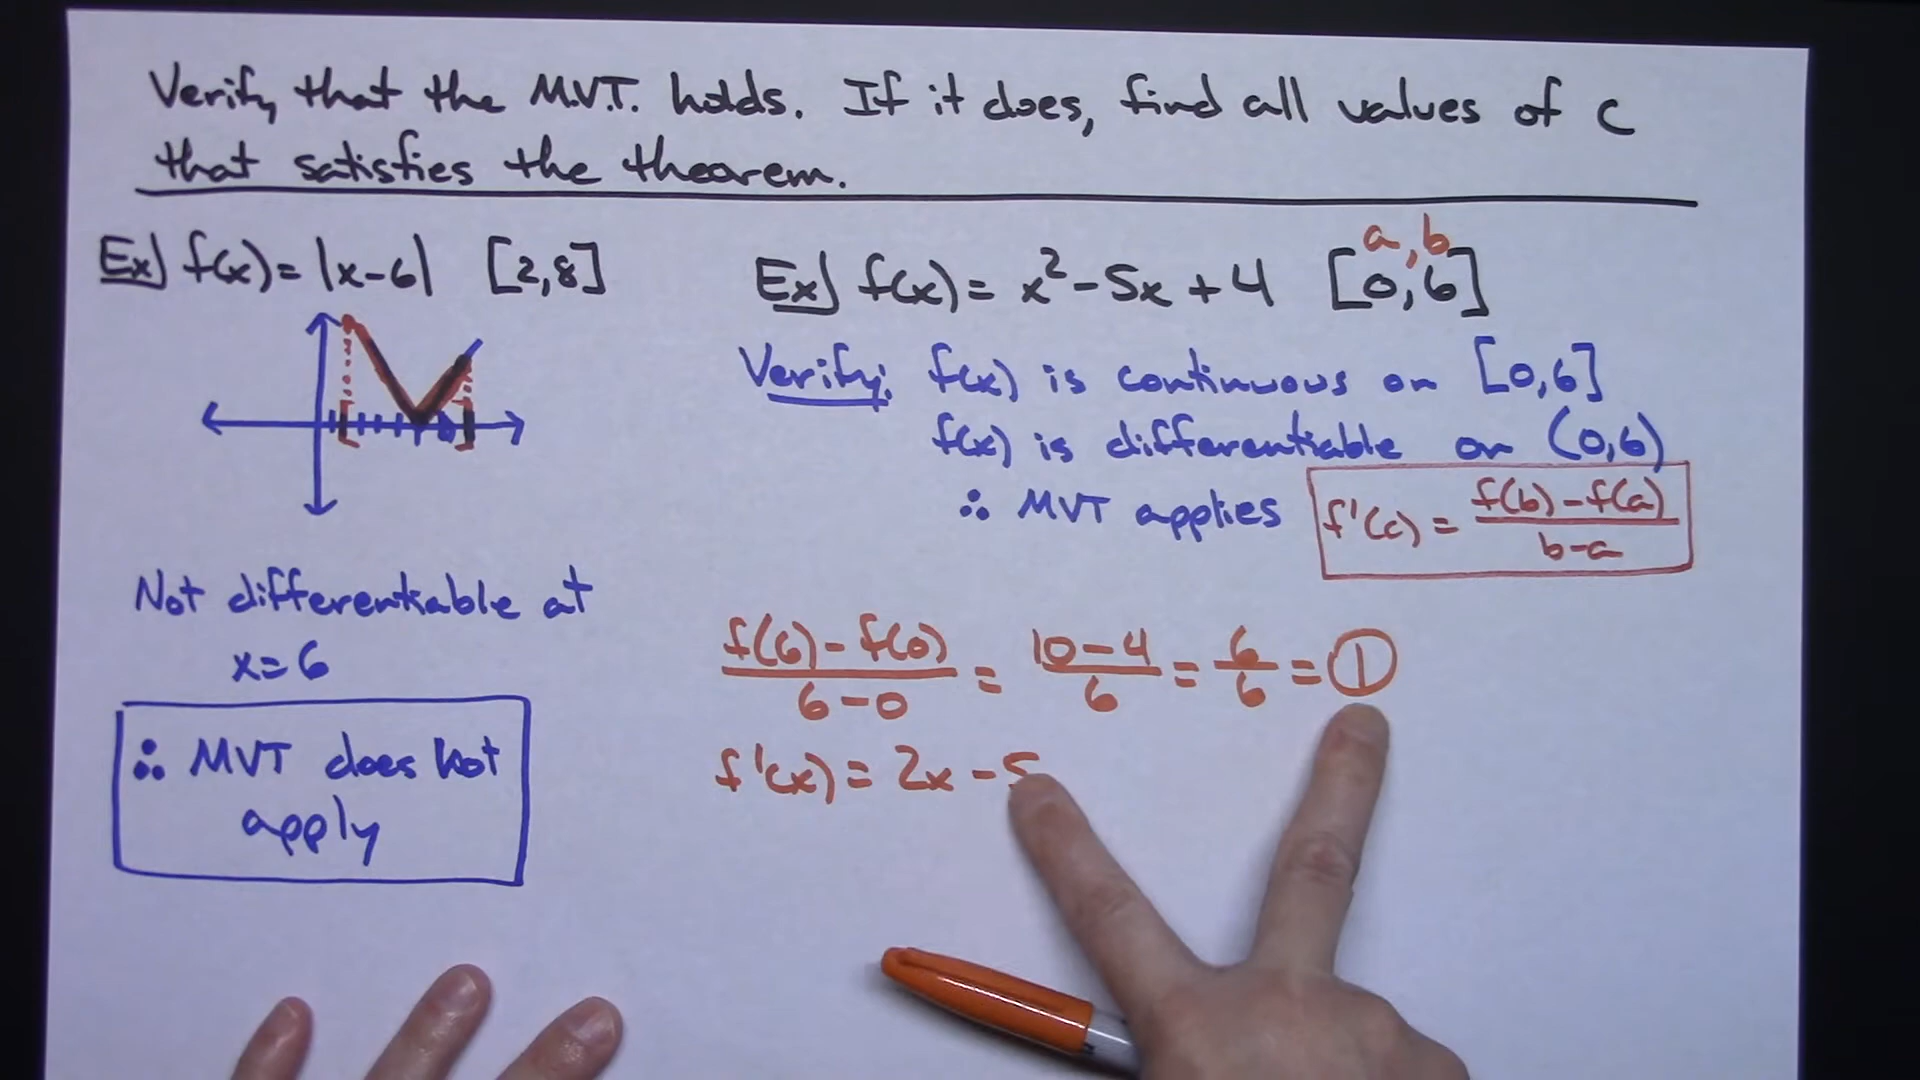 Verify that the M.V.T. holds. If it does, find all values of c
that satisfies the thearem.
Ex) f(x) = |x-6| [2,8]
Not differentiable at
x=6
∴ MVT does not
apply
a, b
Ex) f(x) = x² - 5x + 4 [0,6]
Verify: f(x) is continuous on [0,6]
f(x) is differentiable on (0,6)
∴ MVT applies f'(c) = (f(b) - f(a)) / (b-a)
(f(6) - f(0)) / (6-0) = (10-4) / 6 = 6/6 = 1
f'(x) = 2x - 5